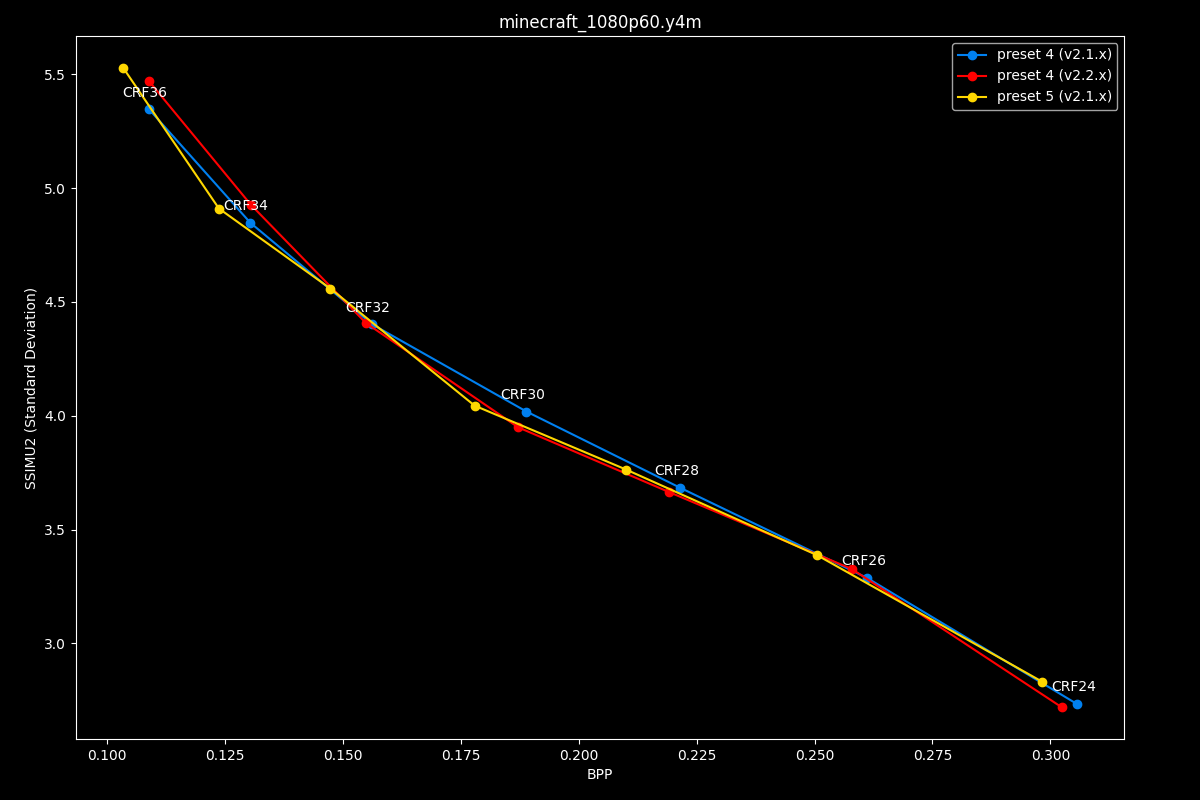 minecraft_1080p60.y4m
preset 4 (v2.1.x)
preset 4 (v2.2.x)
preset 5 (v2.1.x)
5.5
CRF36
5.0
CRF34
4.5
CRF32
SSIMU2 (Standard Deviation)
4.0
CRF30
CRF28
3.5
CRF26
3.0
CRF24
0.100 0.125 0.150 0.175 0.200 0.225 0.250 0.275 0.300
BPP